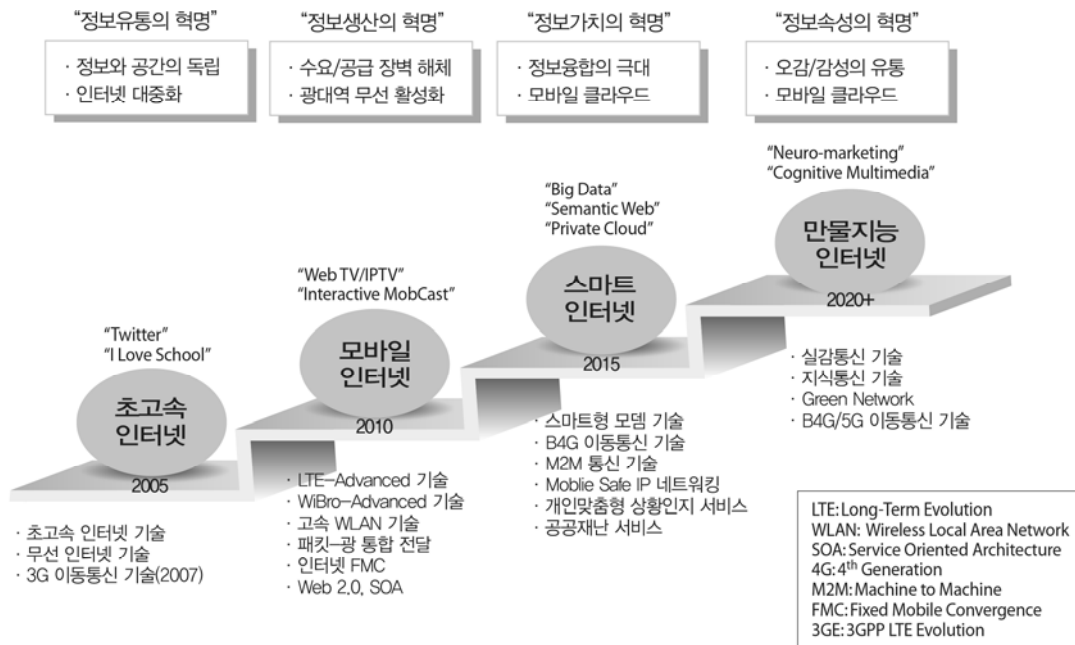 “정보유통의 혁명”
· 정보와 공간의 독립
· 인터넷 대중화
“정보생산의 혁명”
· 수요/공급 장벽 해체
· 광대역 무선 활성화
“정보가치의 혁명”
· 정보융합의 극대
· 모바일 클라우드
“정보속성의 혁명”
· 오감/감성의 유통
· 모바일 클라우드
“Twitter”
“I Love School”
초고속
인터넷
2005
· 초고속 인터넷 기술
· 무선 인터넷 기술
· 3G 이동통신 기술(2007)
“Web TV/IPTV”
“Interactive MobCast”
모바일
인터넷
2010
· LTE-Advanced 기술
· WiBro-Advanced 기술
· 고속 WLAN 기술
· 패킷-광 통합 전달
· 인터넷 FMC
· Web 2.0, SOA
“Big Data”
“Semantic Web”
“Private Cloud”
스마트
인터넷
2015
· 스마트형 모뎀 기술
· B4G 이동통신 기술
· M2M 통신 기술
· Moblie Safe IP 네트워킹
· 개인맞춤형 상황인지 서비스
· 공공재난 서비스
“Neuro-marketing”
“Cognitive Multimedia”
만물지능
인터넷
2020+
· 실감통신 기술
· 지식통신 기술
· Green Network
· B4G/5G 이동통신 기술
LTE: Long-Term Evolution
WLAN: Wireless Local Area Network
SOA: Service Oriented Architecture
4G: 4th Generation
M2M: Machine to Machine
FMC: Fixed Mobile Convergence
3GE: 3GPP LTE Evolution